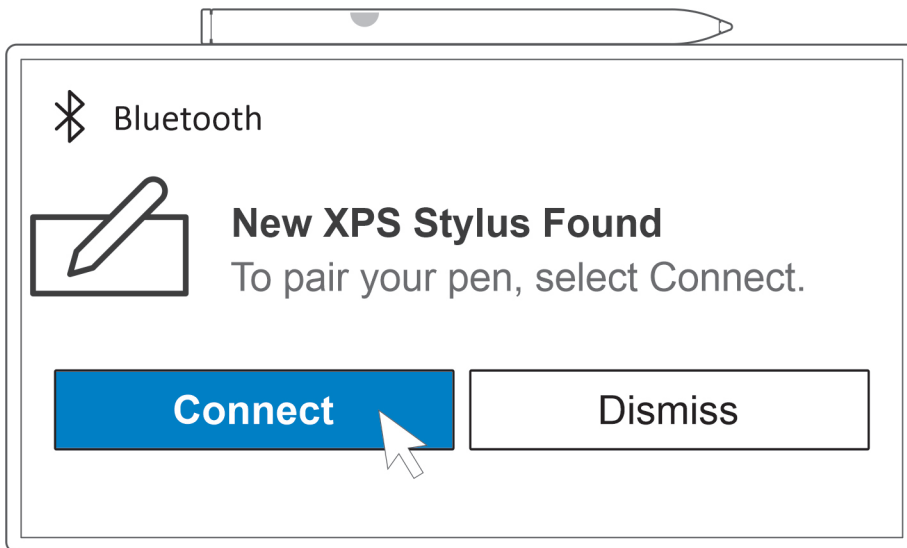 Bluetooth
New XPS Stylus Found
To pair your pen, select Connect.
Connect
Dismiss